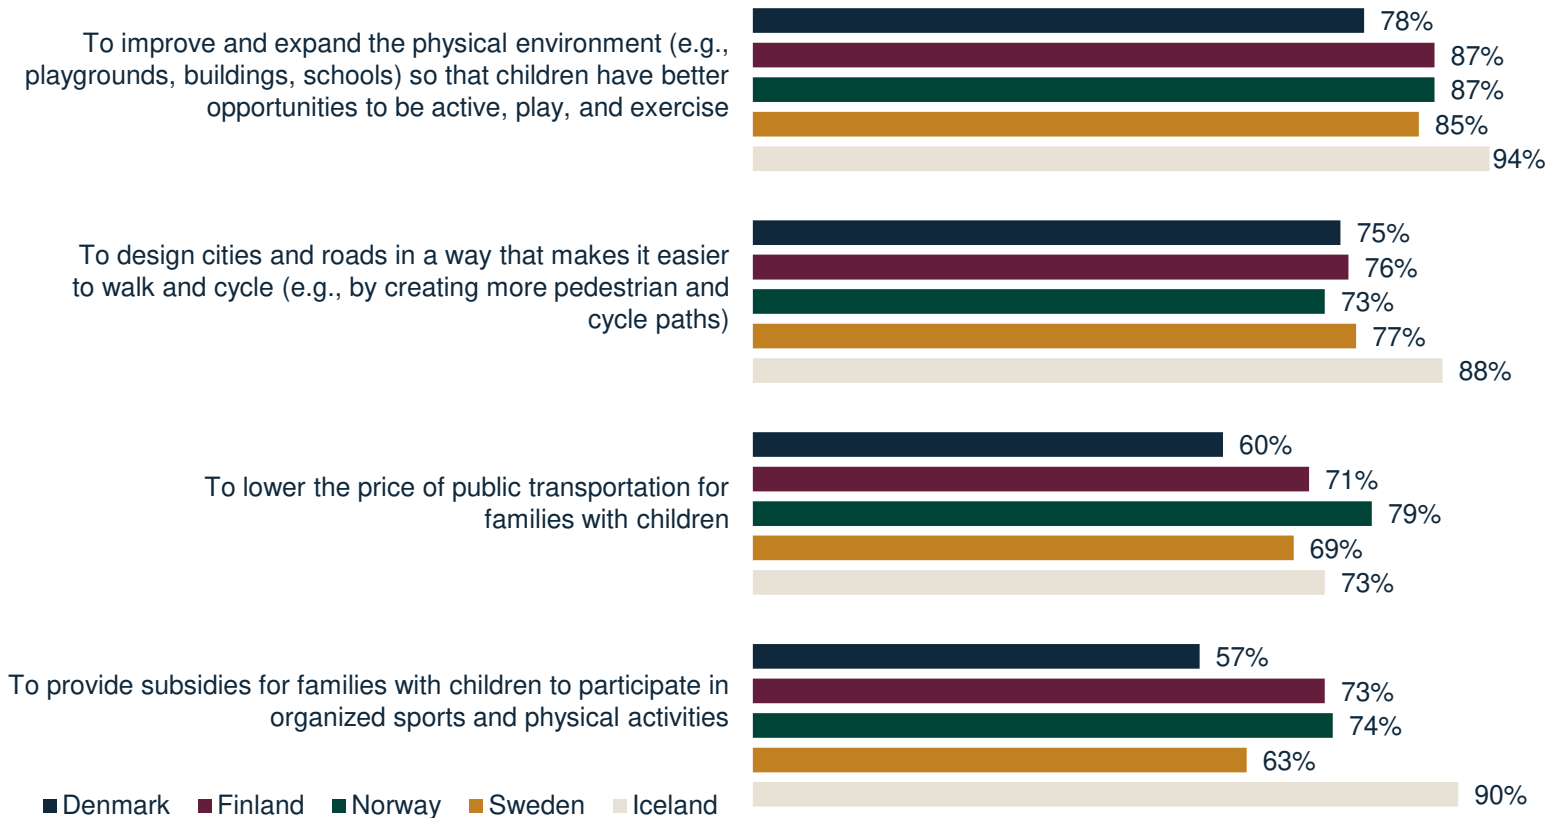 To improve and expand the physical environment (e.g.,
playgrounds, buildings, schools) so that children have better
opportunities to be active, play, and exercise
78%
87%
87%
85%
94%
To design cities and roads in a way that makes it easier
to walk and cycle (e.g., by creating more pedestrian and
cycle paths)
75%
76%
73%
77%
88%
To lower the price of public transportation for
families with children
60%
71%
79%
69%
73%
To provide subsidies for families with children to participate in
organized sports and physical activities
57%
73%
74%
63%
90%
Denmark Finland Norway Sweden Iceland